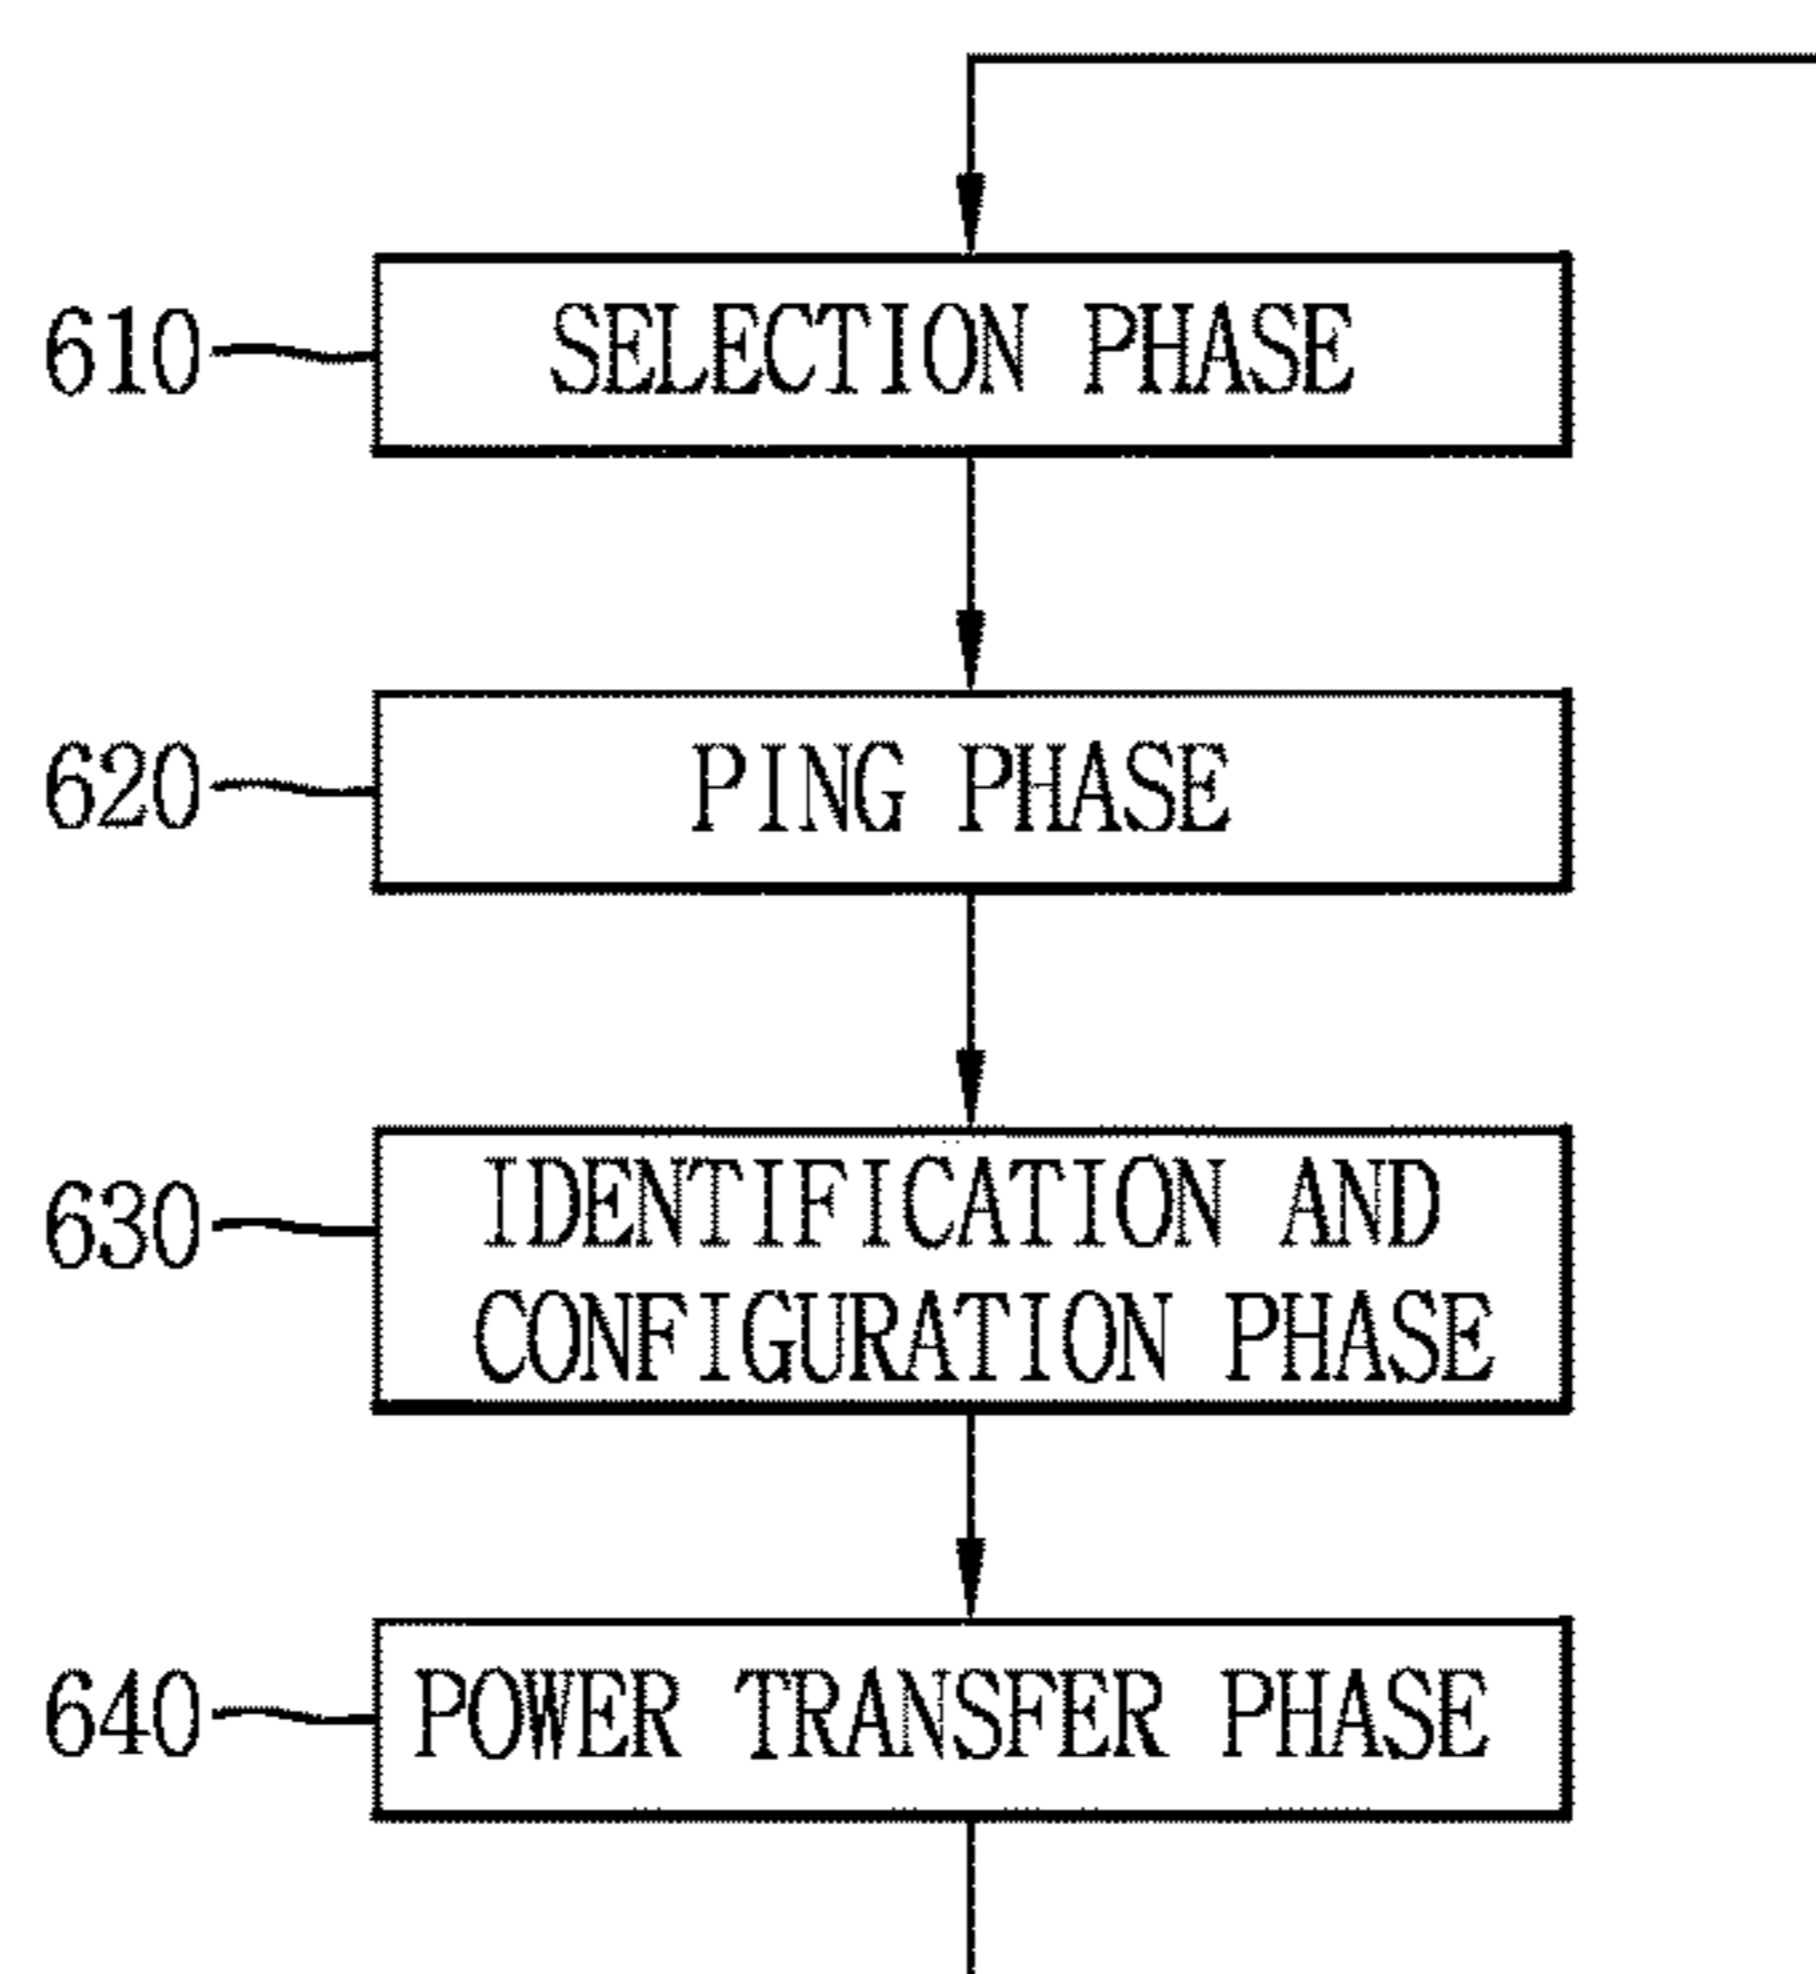 610 SELECTION PHASE
620 PING PHASE
630 IDENTIFICATION AND
CONFIGURATION PHASE
640 POWER TRANSFER PHASE